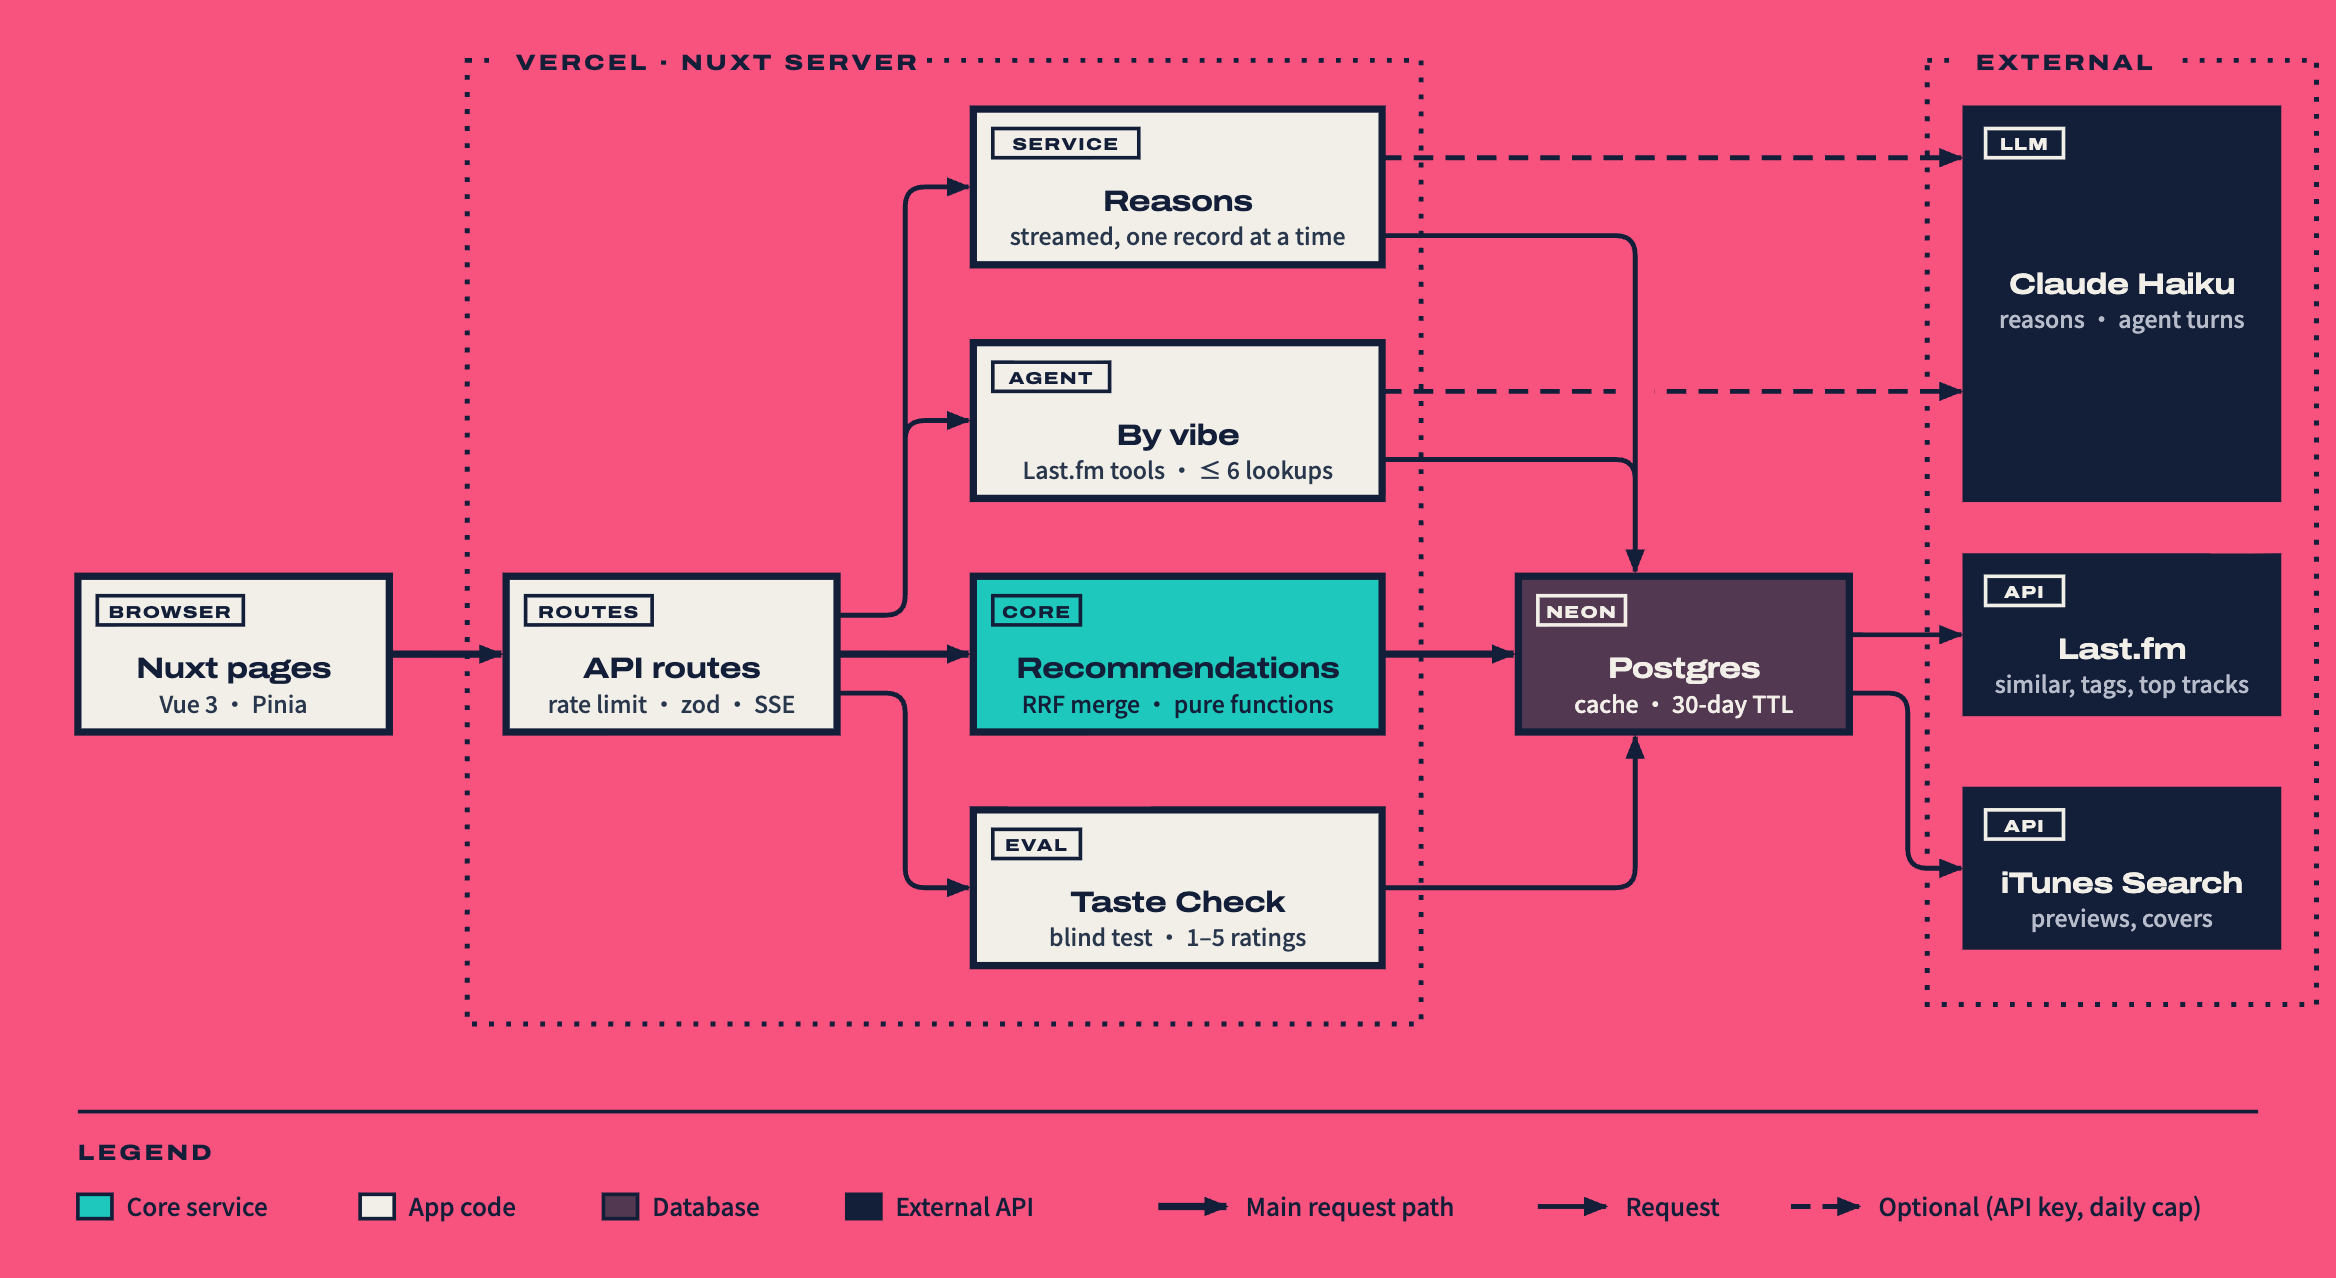 VERCEL · NUXT SERVER
EXTERNAL
SERVICE
Reasons
streamed, one record at a time
LLM
Claude Haiku
reasons • agent turns
AGENT
By vibe
Last.fm tools • ≤ 6 lookups
BROWSER
Nuxt pages
Vue 3 • Pinia
ROUTES
API routes
rate limit • zod • SSE
CORE
Recommendations
RRF merge • pure functions
NEON
Postgres
cache • 30-day TTL
API
Last.fm
similar, tags, top tracks
EVAL
Taste Check
blind test • 1–5 ratings
API
iTunes Search
previews, covers
LEGEND
Core service
App code
Database
External API
Main request path
Request
Optional (API key, daily cap)